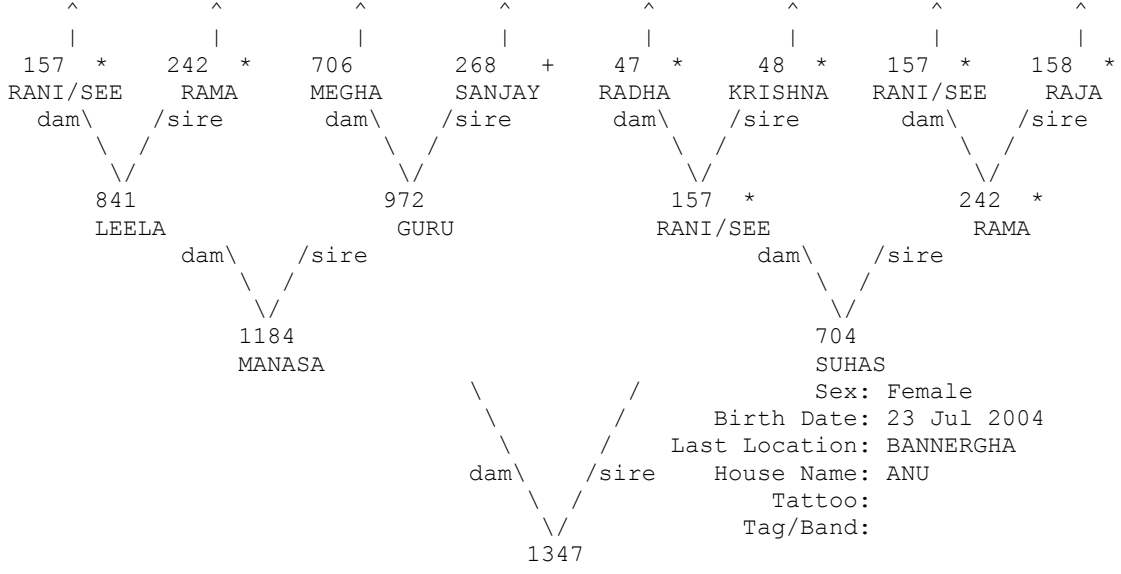 ^ ^ ^ ^ ^ ^ ^ ^
| | | | | | | |
157 * 242 * 706 268 + 47 * 48 * 157 * 158 *
RANI/SEE RAMA MEGHA SANJAY RADHA KRISHNA RANI/SEE RAJA
dam\ /sire dam\ /sire dam\ /sire dam\ /sire
\ / \ / \ / \ /
\/ \/ \/ \/
841 972 157 * 242 *
LEELA GURU RANI/SEE RAMA
dam\ /sire dam\ /sire
\ / \ /
\/ \/
1184 704
MANASA SUHAS
\ / Sex: Female
\ / Birth Date: 23 Jul 2004
\ / Last Location: BANNERGHA
dam\ /sire House Name: ANU
\ / Tattoo:
\/ Tag/Band:
1347